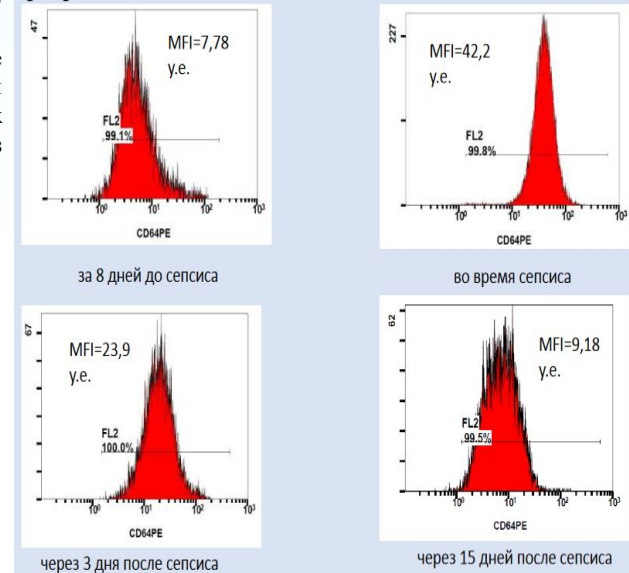 47
MFI=7,78
у.е.
FL2
99.1%
10⁰ 10¹ 10² 10³
CD64PE
за 8 дней до сепсиса
227
MFI=42,2
у.е.
FL2
99.8%
10⁰ 10¹ 10² 10³
CD64PE
во время сепсиса
67
MFI=23,9
у.е.
FL2
100.0%
10⁰ 10¹ 10² 10³
CD64PE
через 3 дня после сепсиса
62
MFI=9,18
у.е.
FL2
99.5%
10⁰ 10¹ 10² 10³
CD64PE
через 15 дней после сепсиса